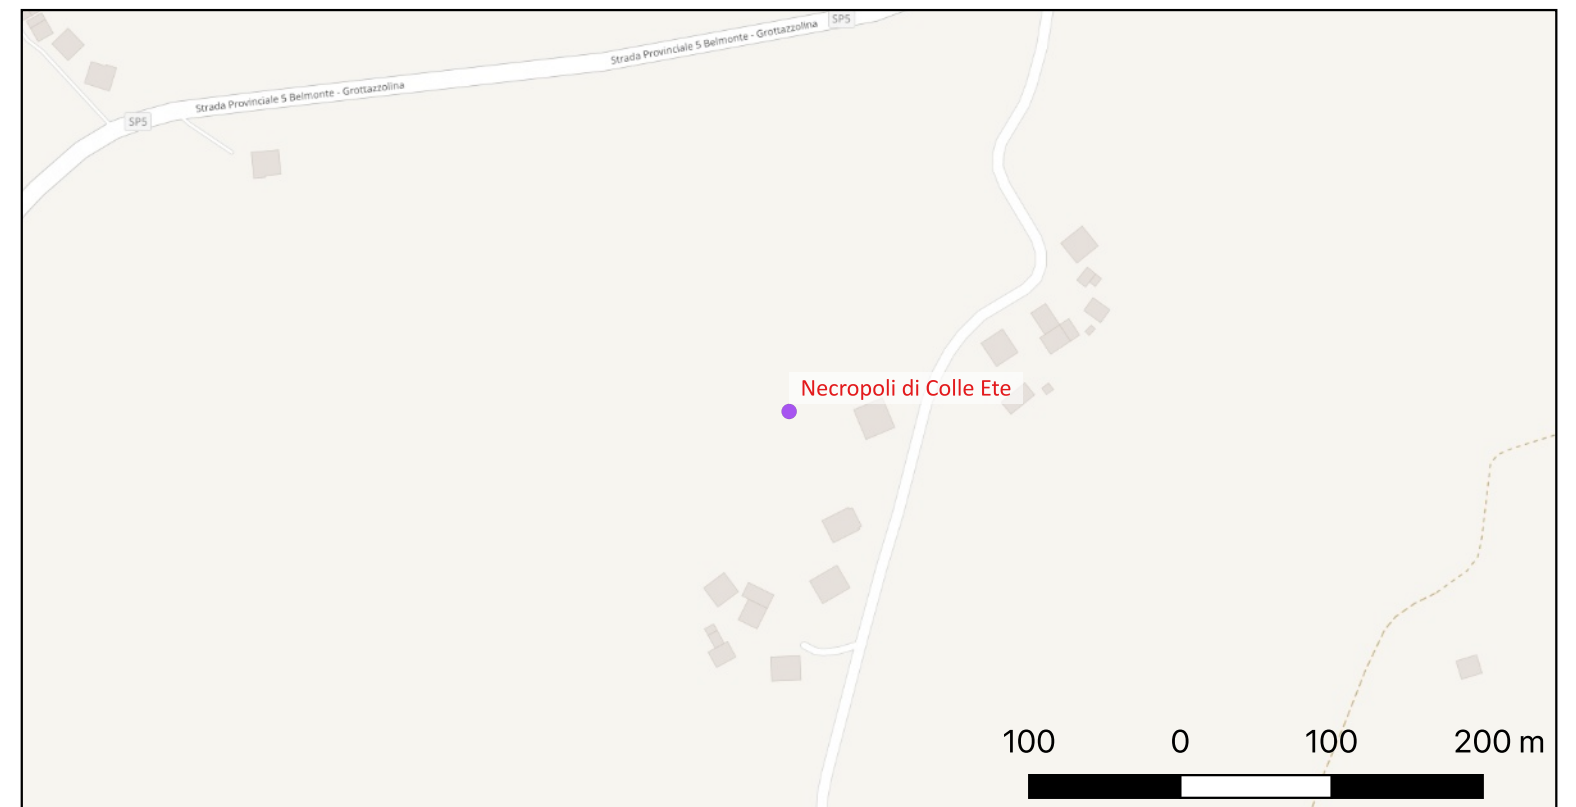 SP5
Strada Provinciale 5 Belmonte - Grottazzolina
Strada Provinciale 5 Belmonte - Grottazzolina
SP5
Necropoli di Colle Ete
100 0 100 200 m